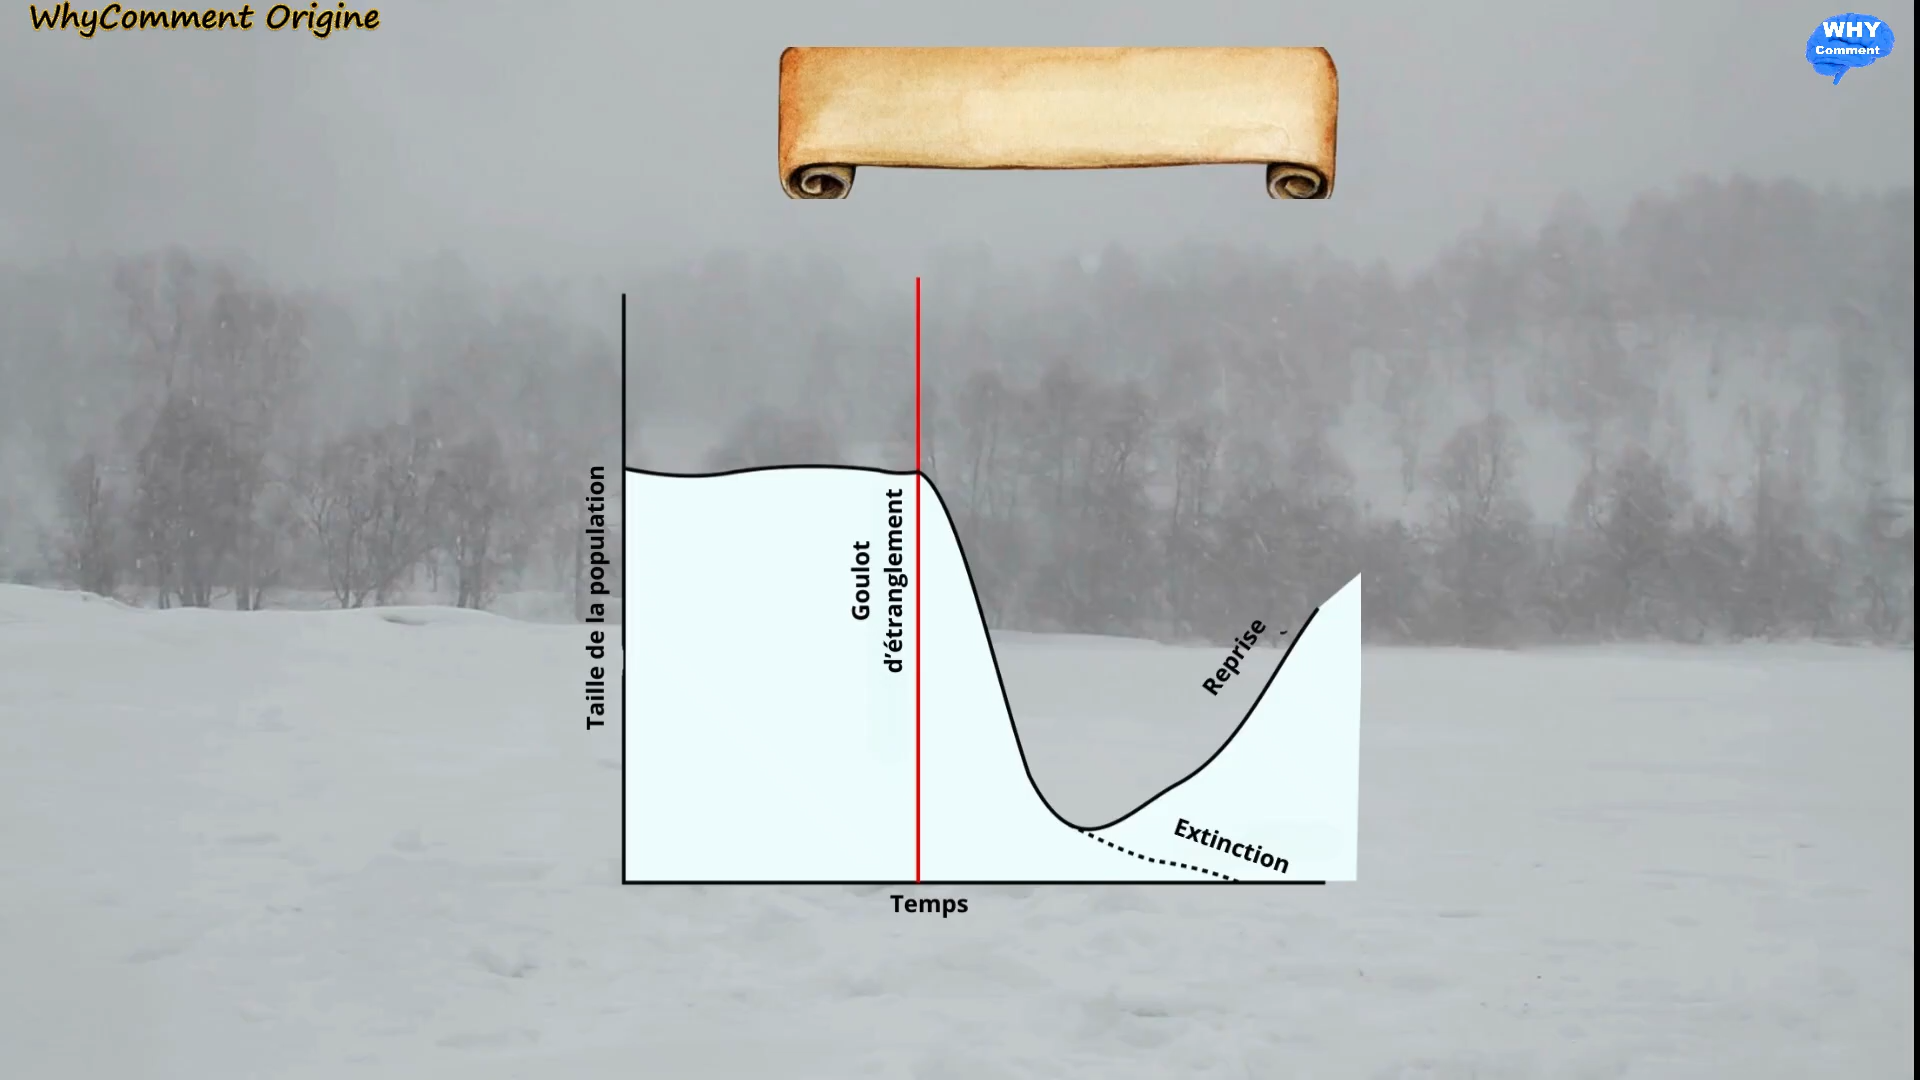 WhyComment Origine
WHY
Comment
Taille de la population
Goulot
d'étranglement
Reprise
Extinction
Temps